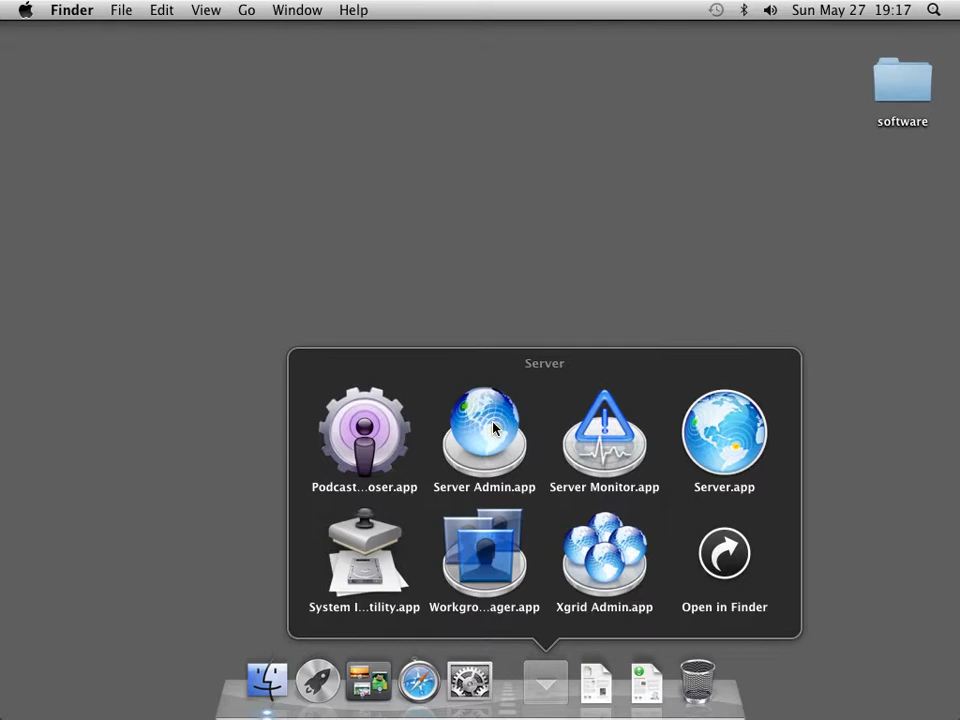 Finder File Edit View Go Window Help Sun May 27 19:17
software
Server
Podcast...oser.app Server Admin.app Server Monitor.app Server.app
System I...tility.app Workgro...ager.app Xgrid Admin.app Open in Finder